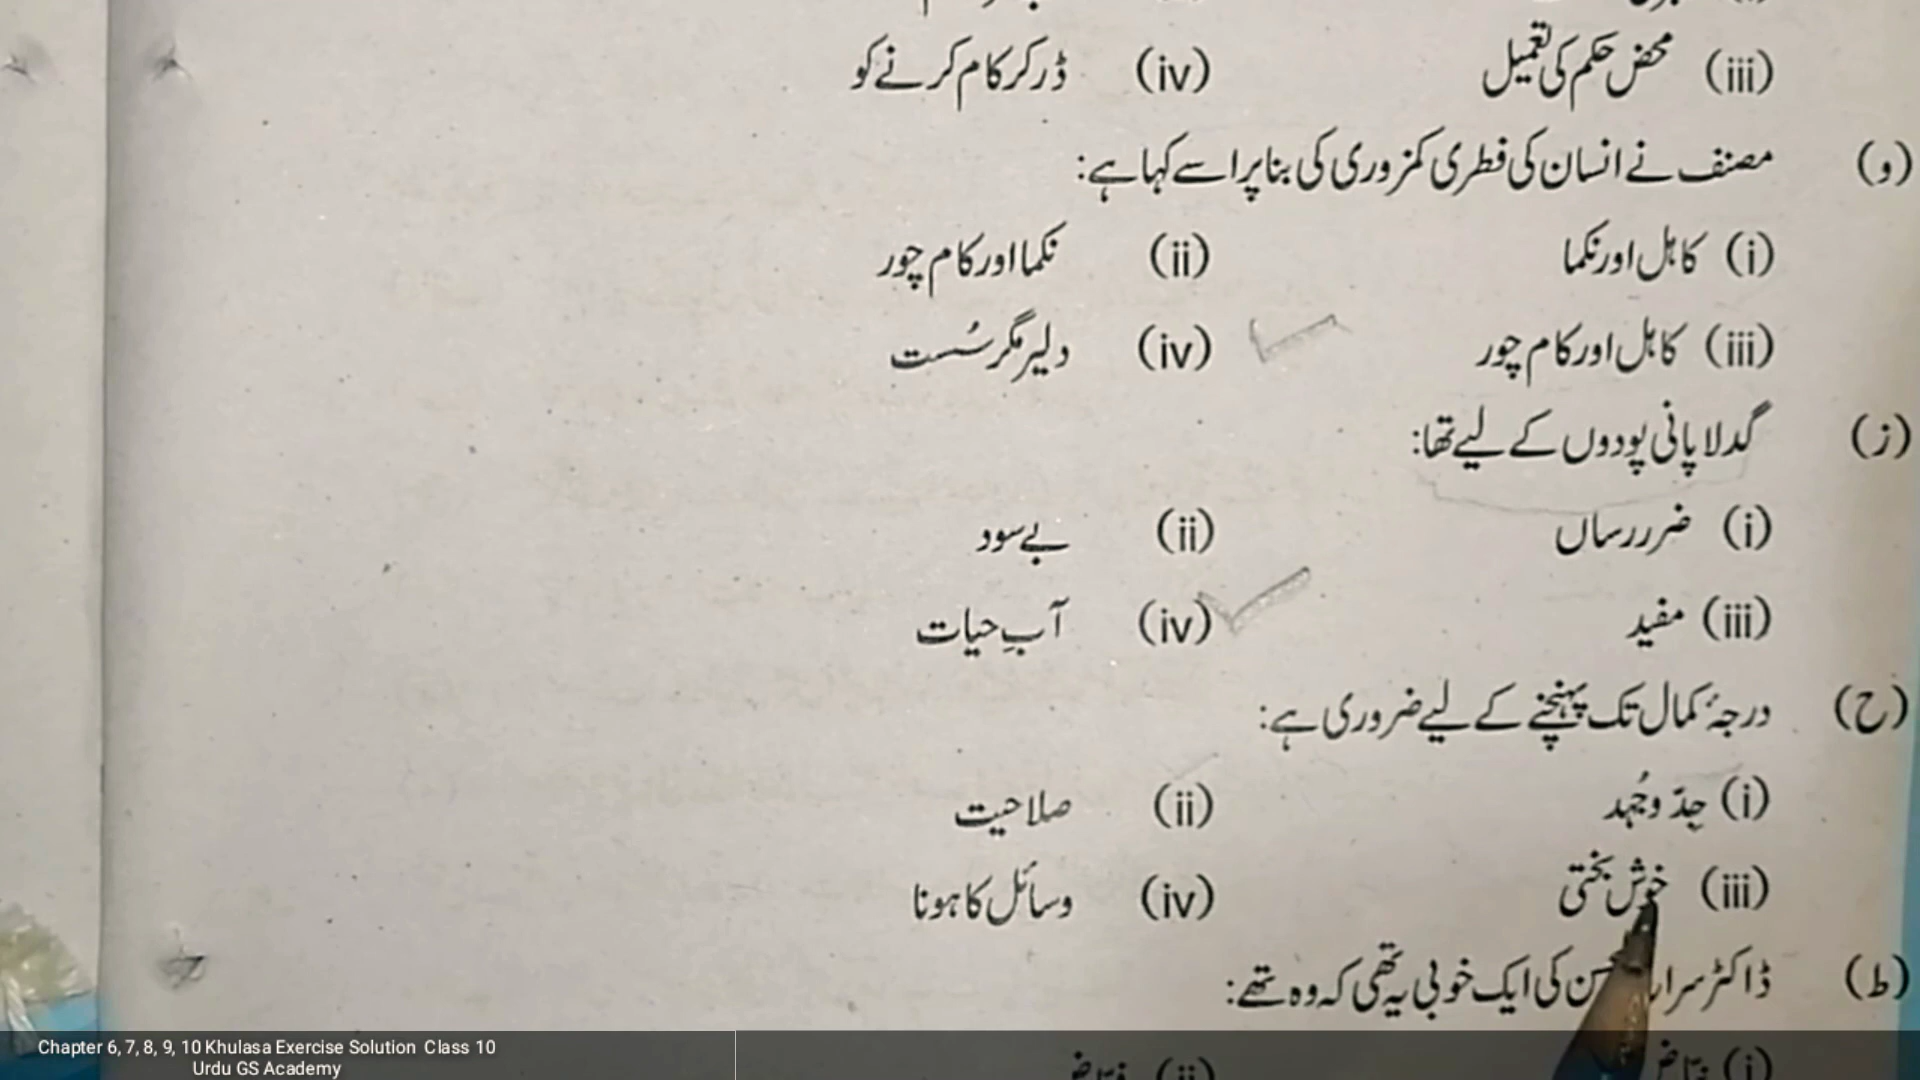 (iii) محض حکم کی تعمیل (iv) ڈر کر کام کرنے کو
(و) مصنف نے انسان کی فطری کمزوری کی بنا پر اسے کہا ہے:
(i) کاہل اور نکما (ii) نکما اور کام چور
(iii) کاہل اور کام چور (iv) دلیر مگر سُست
(ز) گدلا پانی پودوں کے لیے تھا:
(i) ضرر رساں (ii) بے سود
(iii) مفید (iv) آبِ حیات
(ح) درجۂ کمال تک پہنچنے کے لیے ضروری ہے:
(i) جِدّ وجُہد (ii) صلاحیت
(iii) خوش بختی (iv) وسائل کا ہونا
(ط) ڈاکٹر سراج کی ایک خوبی یہ تھی کہ وہ تھے:
(i) (ii)
Chapter 6, 7, 8, 9, 10 Khulasa Exercise Solution Class 10
Urdu GS Academy